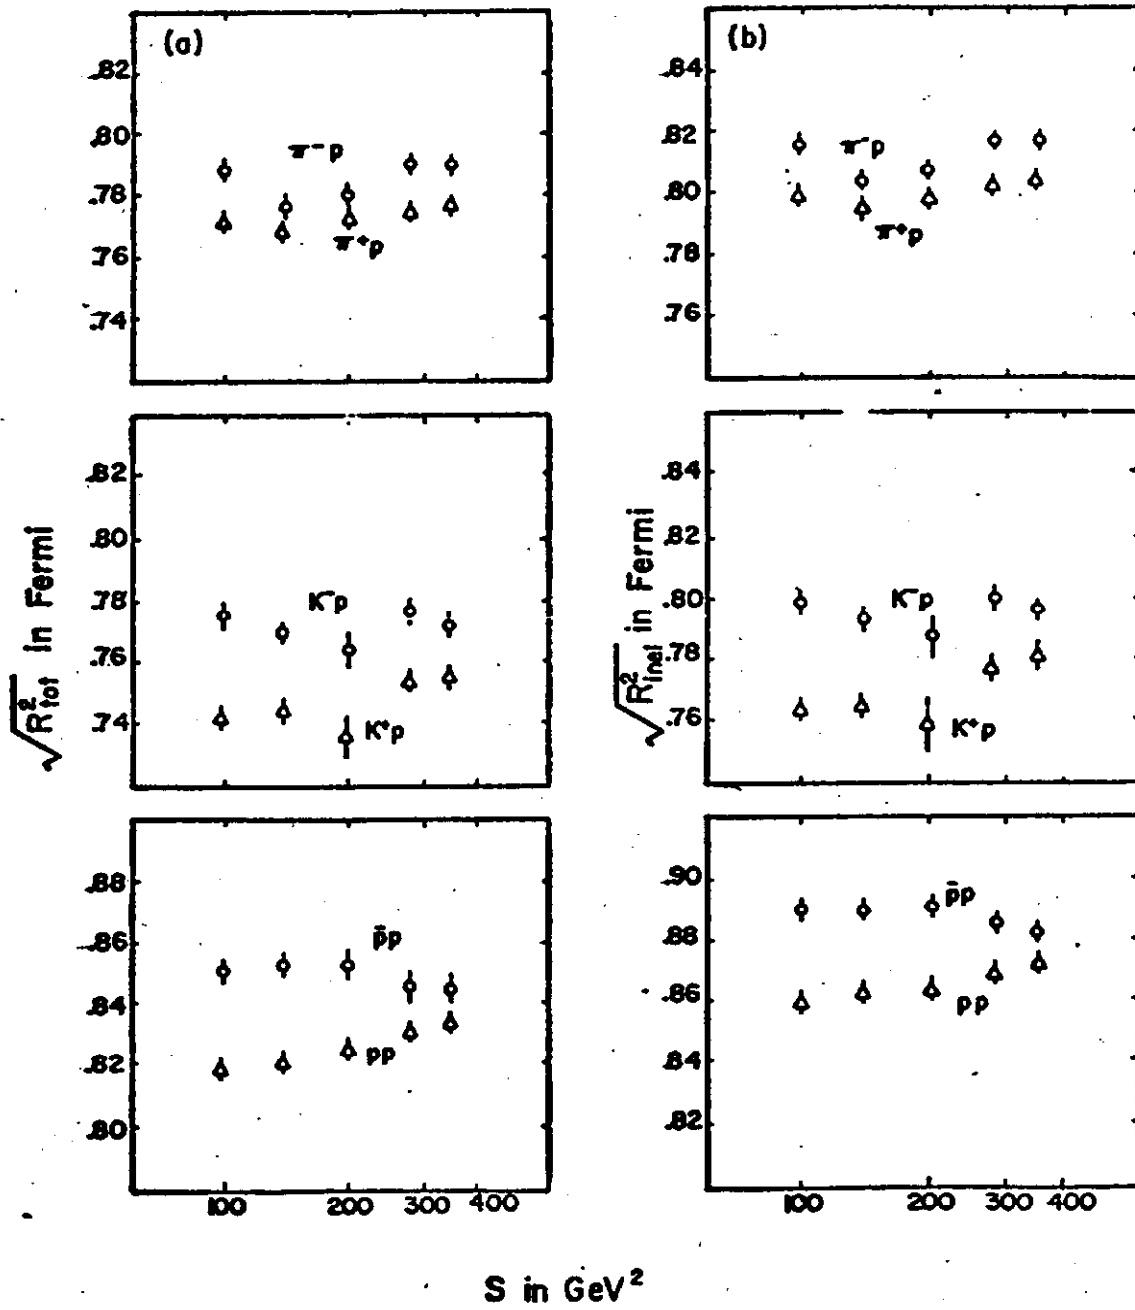 (a)
.82
.80
.78
.76
.74
π⁻p
π⁺p
(b)
.84
.82
.80
.78
.76
π⁻p
π⁺p
√R²tot in Fermi
.82
.80
.78
.76
.74
K⁻p
K⁺p
√R²inel in Fermi
.84
.82
.80
.78
.76
K⁻p
K⁺p
.88
.86
.84
.82
.80
p̄p
pp
100 200 300 400
.90
.88
.86
.84
.82
p̄p
pp
100 200 300 400
S in GeV²